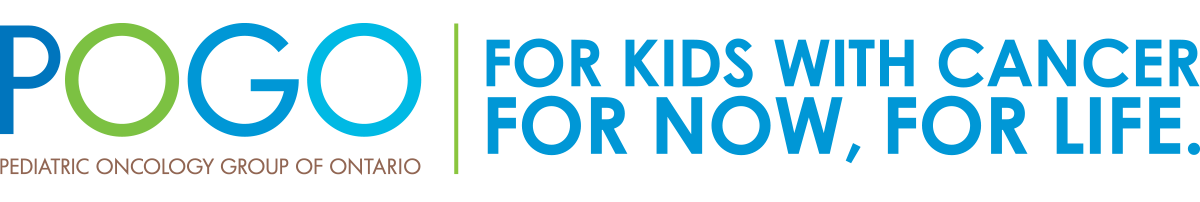 POGO
PEDIATRIC ONCOLOGY GROUP OF ONTARIO
FOR KIDS WITH CANCER
FOR NOW, FOR LIFE.